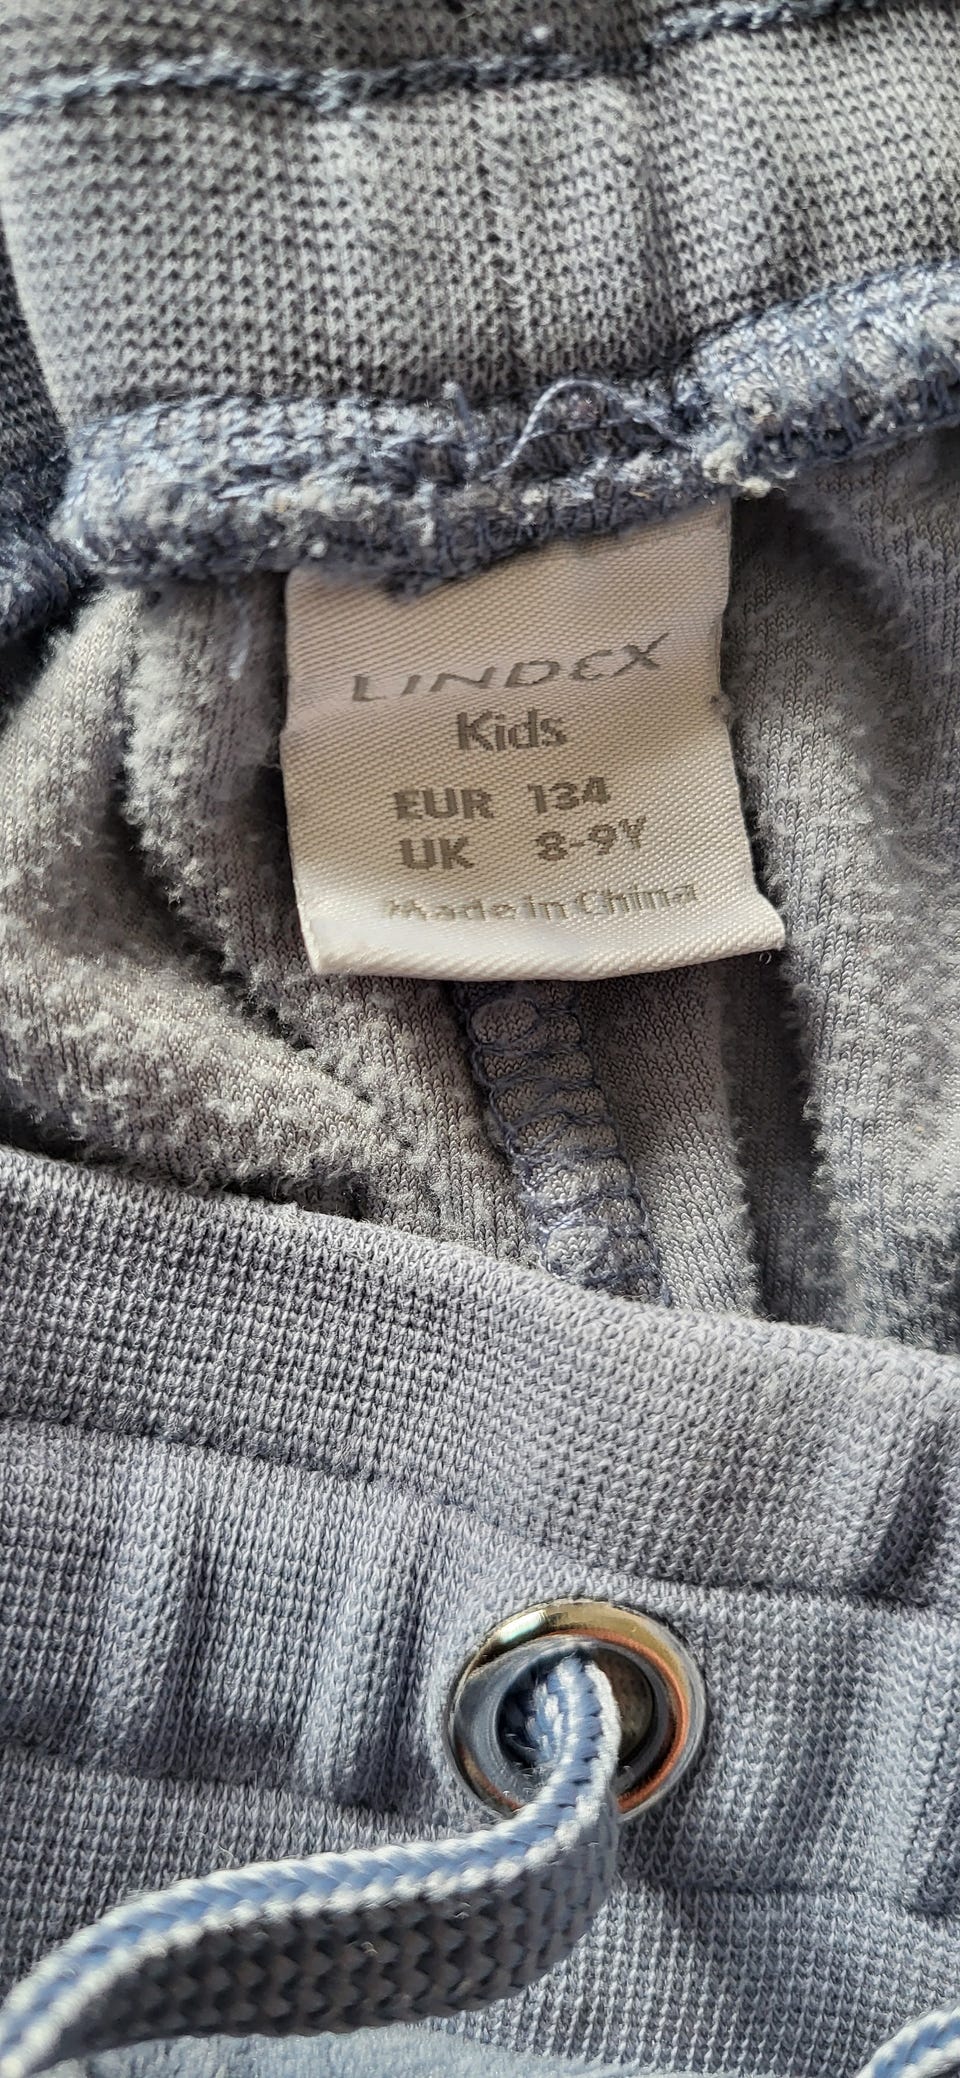 LINDEX
Kids
EUR 134
UK 8-9Y
Made in China